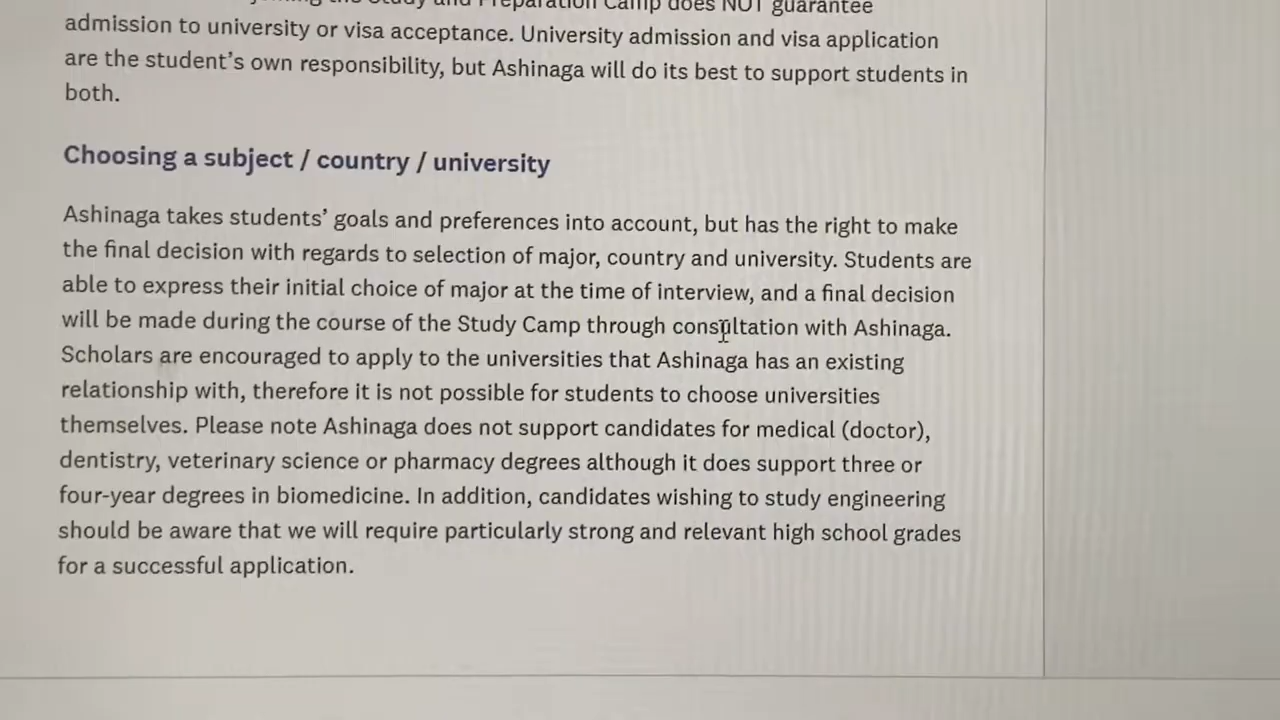 the Study and Preparation Camp does NOT guarantee
admission to university or visa acceptance. University admission and visa application
are the student's own responsibility, but Ashinaga will do its best to support students in
both.
Choosing a subject / country / university
Ashinaga takes students' goals and preferences into account, but has the right to make
the final decision with regards to selection of major, country and university. Students are
able to express their initial choice of major at the time of interview, and a final decision
will be made during the course of the Study Camp through consultation with Ashinaga.
Scholars are encouraged to apply to the universities that Ashinaga has an existing
relationship with, therefore it is not possible for students to choose universities
themselves. Please note Ashinaga does not support candidates for medical (doctor),
dentistry, veterinary science or pharmacy degrees although it does support three or
four-year degrees in biomedicine. In addition, candidates wishing to study engineering
should be aware that we will require particularly strong and relevant high school grades
for a successful application.